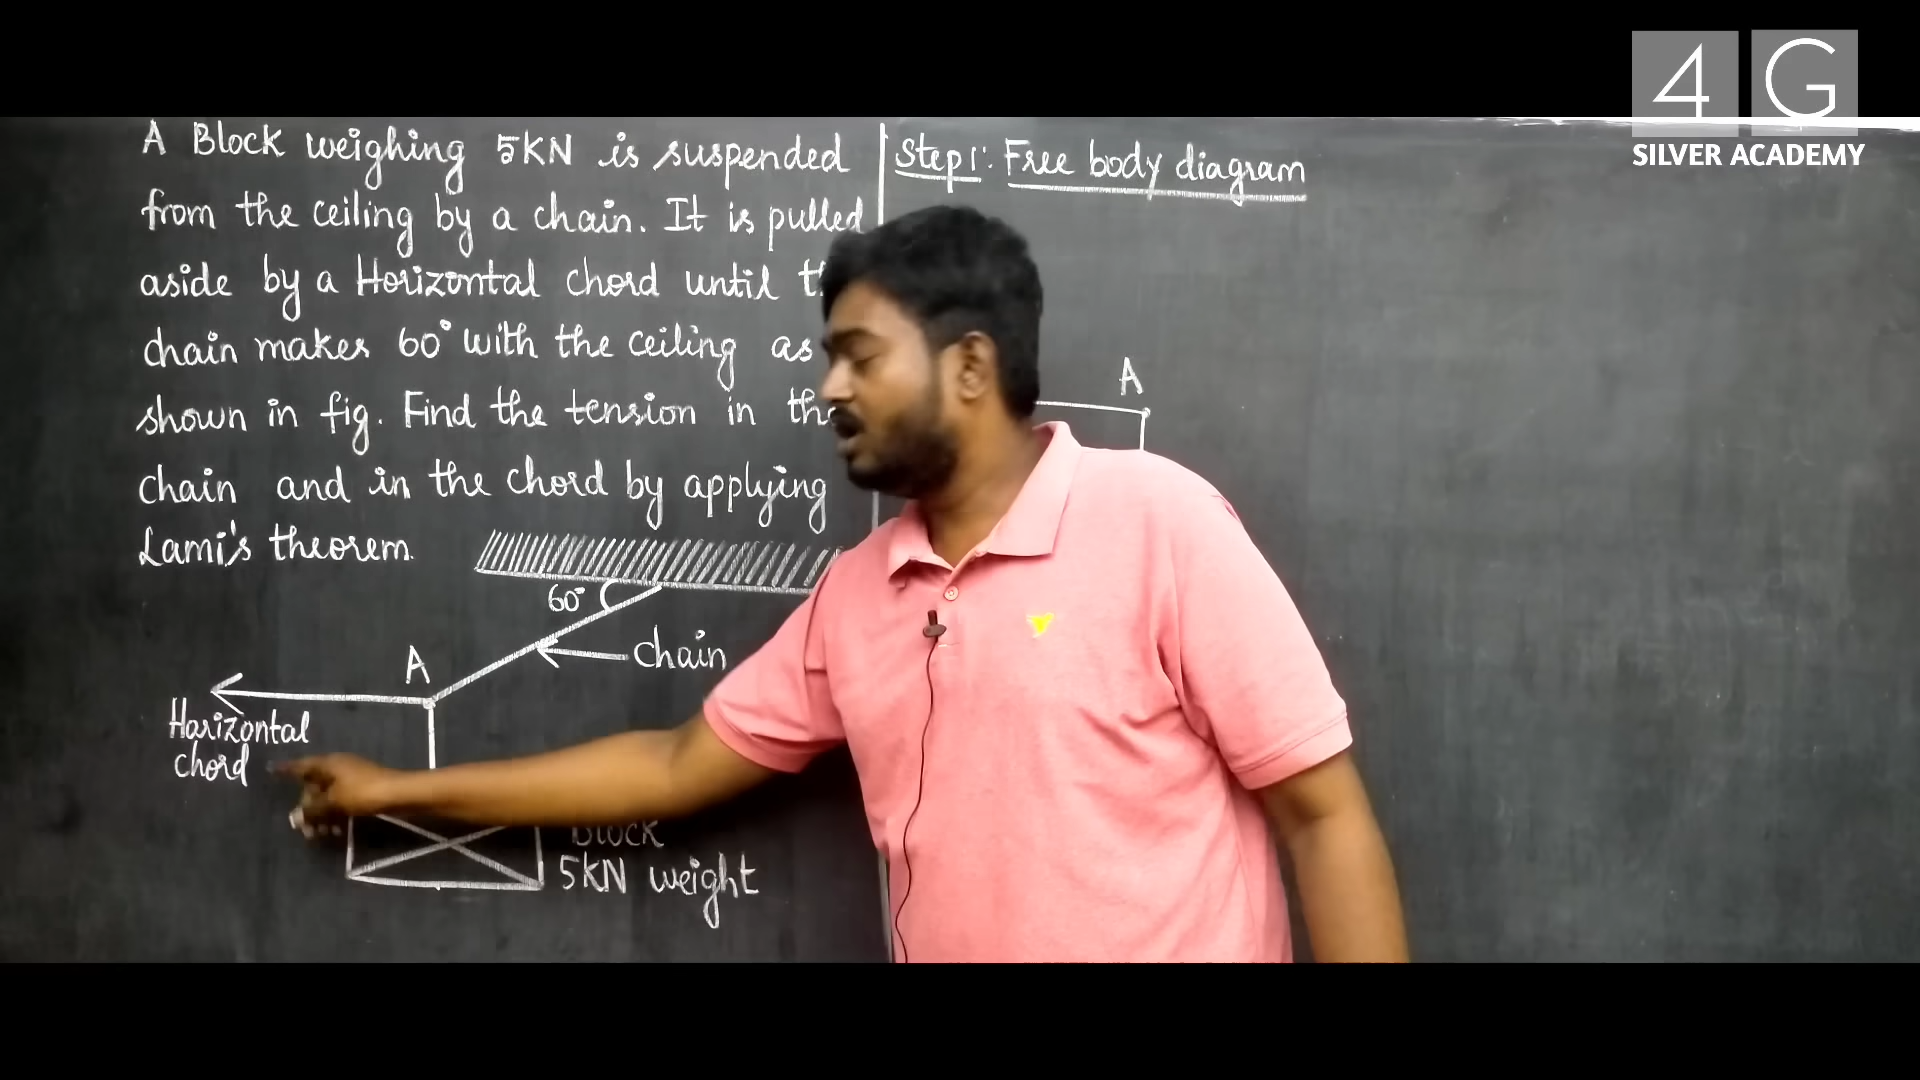 4G
SILVER ACADEMY
A Block weighing 5KN is suspended
from the ceiling by a chain. It is pulled
aside by a Horizontal chord until
chain makes 60° with the ceiling as
shown in fig. Find the tension in
chain and in the chord by applying
Lami's theorem.
60°
chain
A
Horizontal
chord
Block
5KN weight
Step 1: Free body diagram
A